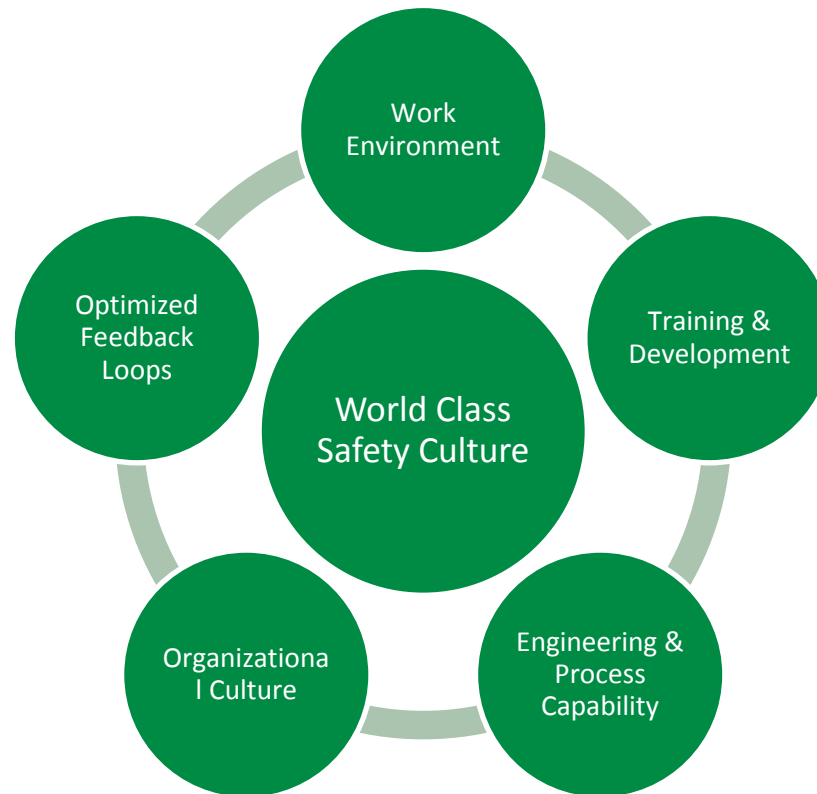 Work
Environment
Training &
Development
Engineering &
Process
Capability
Organizationa
l Culture
Optimized
Feedback
Loops
World Class
Safety Culture